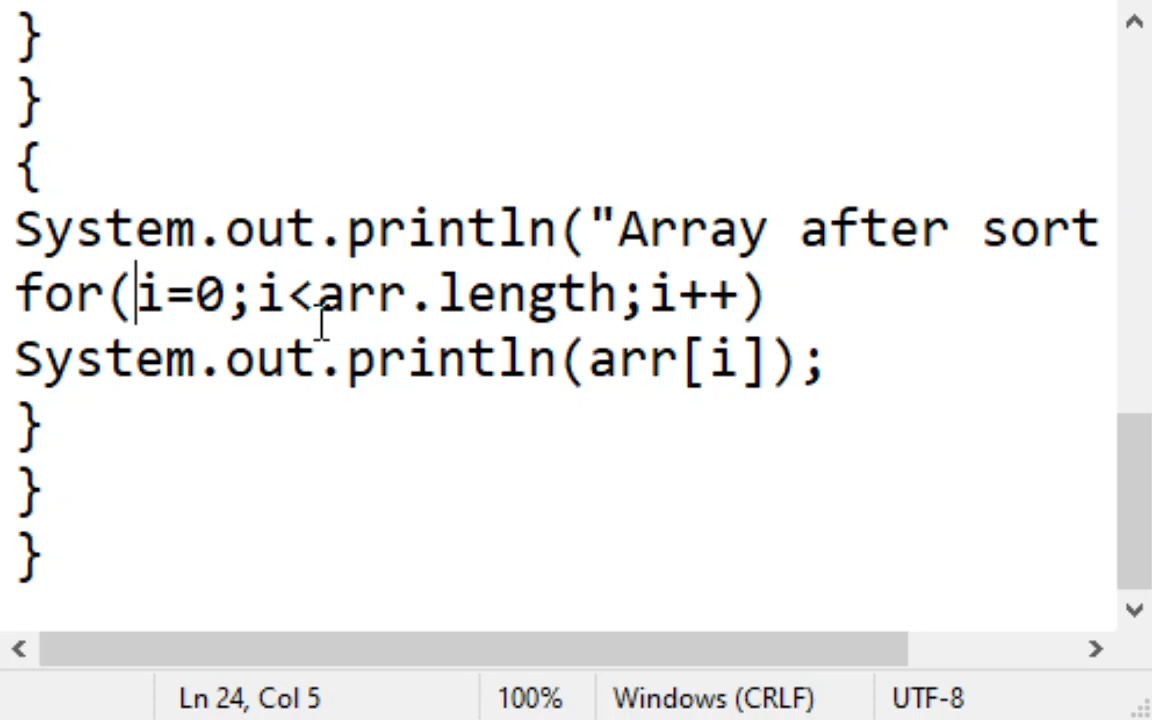 }
}
{
System.out.println("Array after sort
for(i=0;i<arr.length;i++)
System.out.println(arr[i]);
}
}
}
Ln 24, Col 5 100% Windows (CRLF) UTF-8